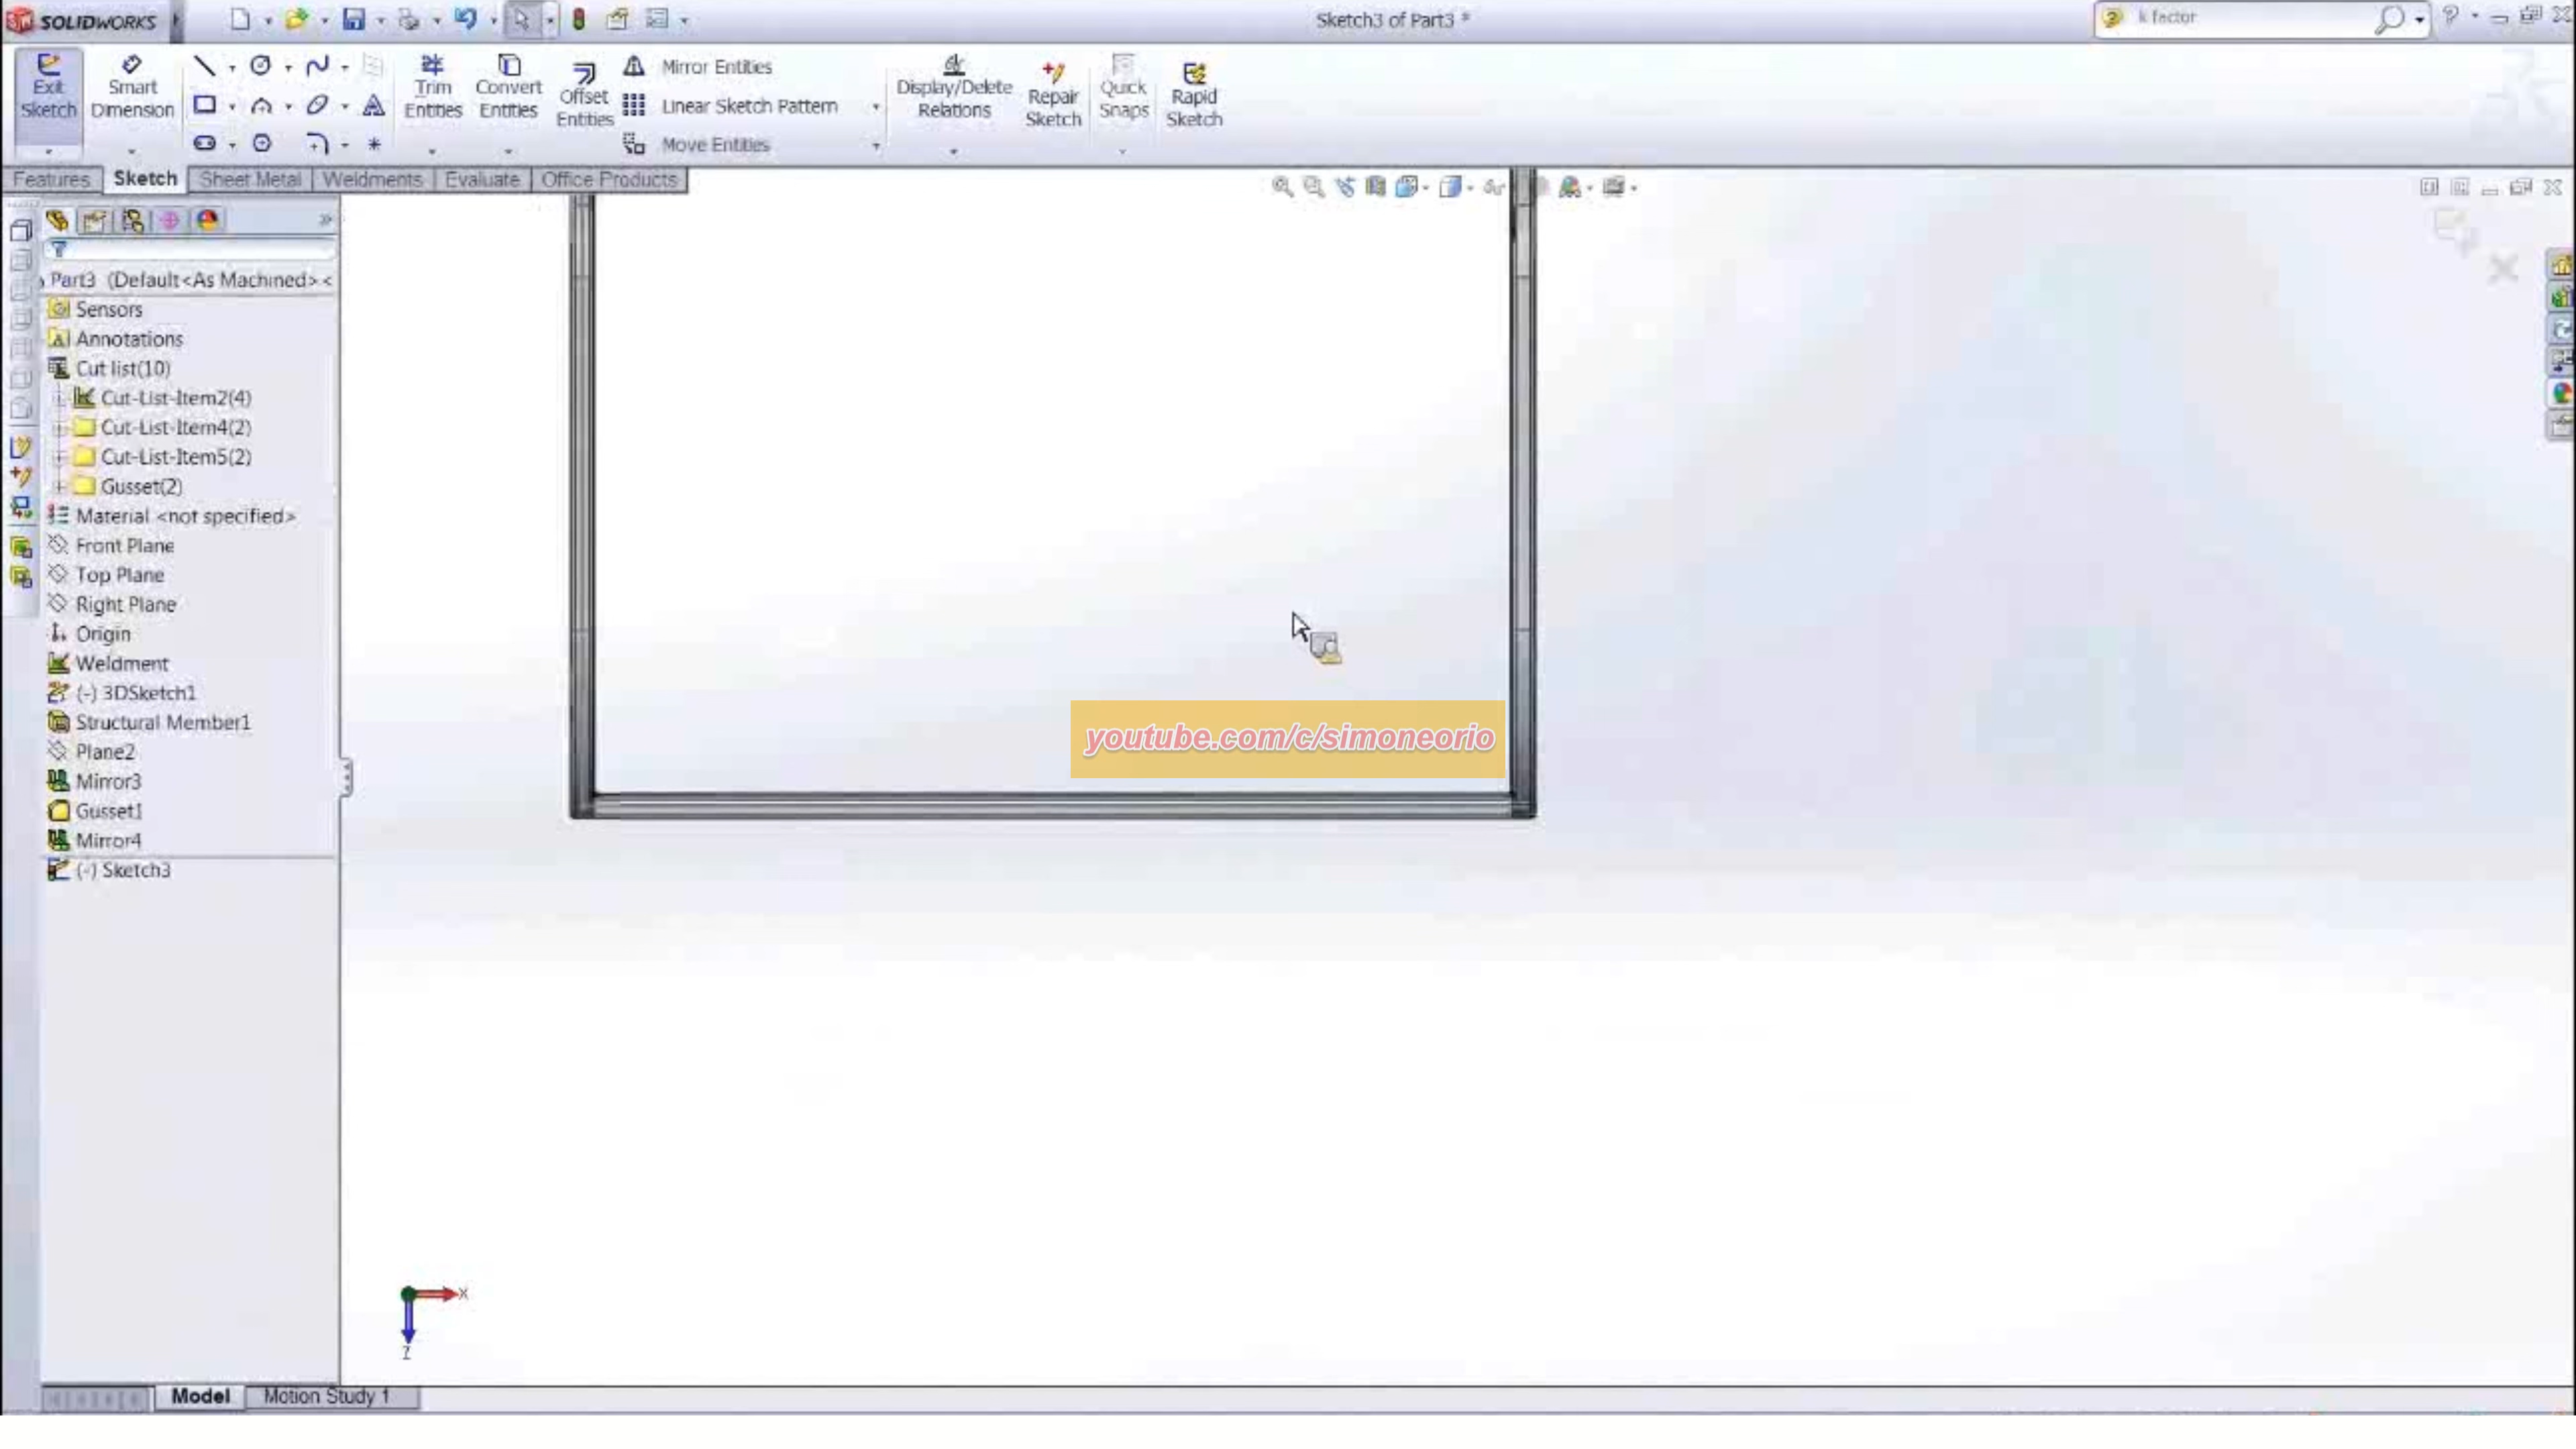 SOLIDWORKS
Sketch3 of Part3 *
k factor
Exit Sketch
Smart Dimension
Trim Entities
Convert Entities
Offset Entities
Mirror Entities
Linear Sketch Pattern
Move Entities
Display/Delete Relations
Repair Sketch
Quick Snaps
Rapid Sketch
Features
Sketch
Sheet Metal
Weldments
Evaluate
Office Products
Part3 (Default<As Machined> <
Sensors
Annotations
Cut list(10)
Cut-List-Item2(4)
Cut-List-Item4(2)
Cut-List-Item5(2)
Gusset(2)
Material <not specified>
Front Plane
Top Plane
Right Plane
Origin
Weldment
(-) 3DSketch1
Structural Member1
Plane2
Mirror3
Gusset1
Mirror4
(-) Sketch3
youtube.com/c/simoneorio
X
Z
Model
Motion Study 1